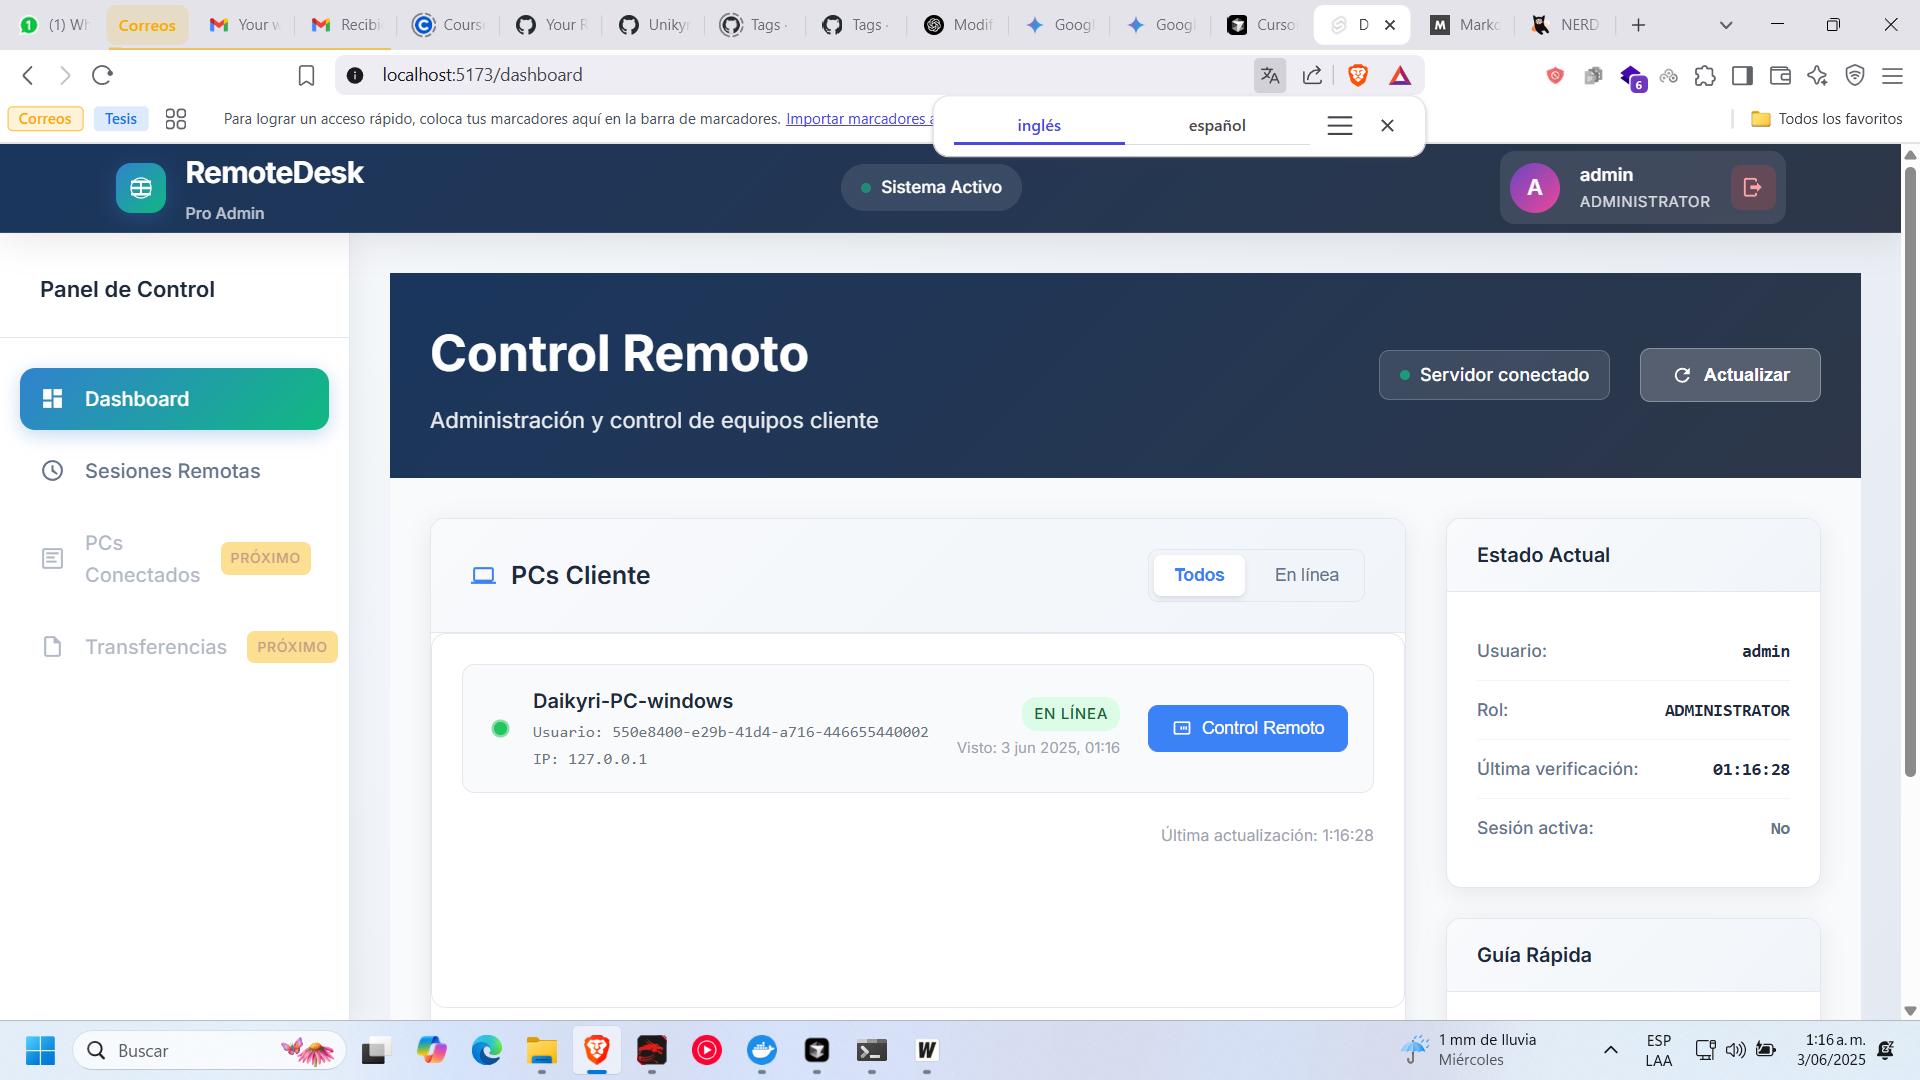 (1) Wh
Correos
Your w
Recibi
Cours
Your R
Unikyr
Tags ·
Tags ·
Modif
Googl
Googl
Curso
D
Marko
NERD
localhost:5173/dashboard
6
Correos
Tesis
Para lograr un acceso rápido, coloca tus marcadores aquí en la barra de marcadores. Importar marcadores a
inglés
español
Todos los favoritos
RemoteDesk
Pro Admin
Sistema Activo
A
admin
ADMINISTRATOR
Panel de Control
Dashboard
Sesiones Remotas
PCs
Conectados
PRÓXIMO
Transferencias
PRÓXIMO
Control Remoto
Administración y control de equipos cliente
Servidor conectado
Actualizar
PCs Cliente
Todos
En línea
Daikyri-PC-windows
Usuario: 550e8400-e29b-41d4-a716-446655440002
IP: 127.0.0.1
EN LÍNEA
Visto: 3 jun 2025, 01:16
Control Remoto
Última actualización: 1:16:28
Estado Actual
Usuario: admin
Rol: ADMINISTRATOR
Última verificación: 01:16:28
Sesión activa: No
Guía Rápida
Buscar
1 mm de lluvia
Miércoles
ESP
LAA
1:16 a. m.
3/06/2025